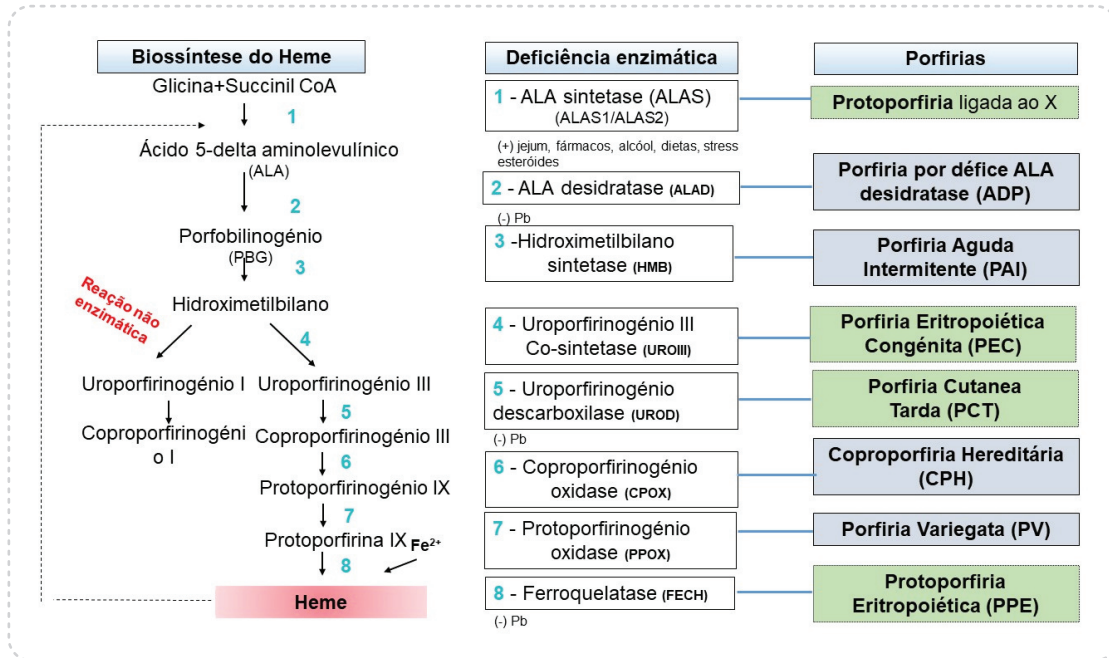 Biossíntese do Heme
Glicina+Succinil CoA
1
Ácido 5-delta aminolevulínico
(ALA)
2
Porfobilinogénio
(PBG)
3
Hidroximetilbilano
Reação não
enzimática
4
Uroporfirinogénio I
Uroporfirinogénio III
5
Coproporfirinogéni
o I
Coproporfirinogénio III
6
Protoporfirinogénio IX
7
Protoporfirina IX Fe2+
8
Heme
Deficiência enzimática
1 - ALA sintetase (ALAS)
(ALAS1/ALAS2)
(+) jejum, fármacos, alcóol, dietas, stress
esteróides
2 - ALA desidratase (ALAD)
(-) Pb
3 -Hidroximetilbilano
sintetase (HMB)
4 - Uroporfirinogénio III
Co-sintetase (UROIII)
5 - Uroporfirinogénio
descarboxilase (UROD)
(-) Pb
6 - Coproporfirinogénio
oxidase (CPOX)
7 - Protoporfirinogénio
oxidase (PPOX)
8 - Ferroquelatase (FECH)
(-) Pb
Porfirias
Protoporfiria ligada ao X
Porfiria por défice ALA
desidratase (ADP)
Porfiria Aguda
Intermitente (PAI)
Porfiria Eritropoiética
Congénita (PEC)
Porfiria Cutanea
Tarda (PCT)
Coproporfiria Hereditária
(CPH)
Porfiria Variegata (PV)
Protoporfiria
Eritropoiética (PPE)